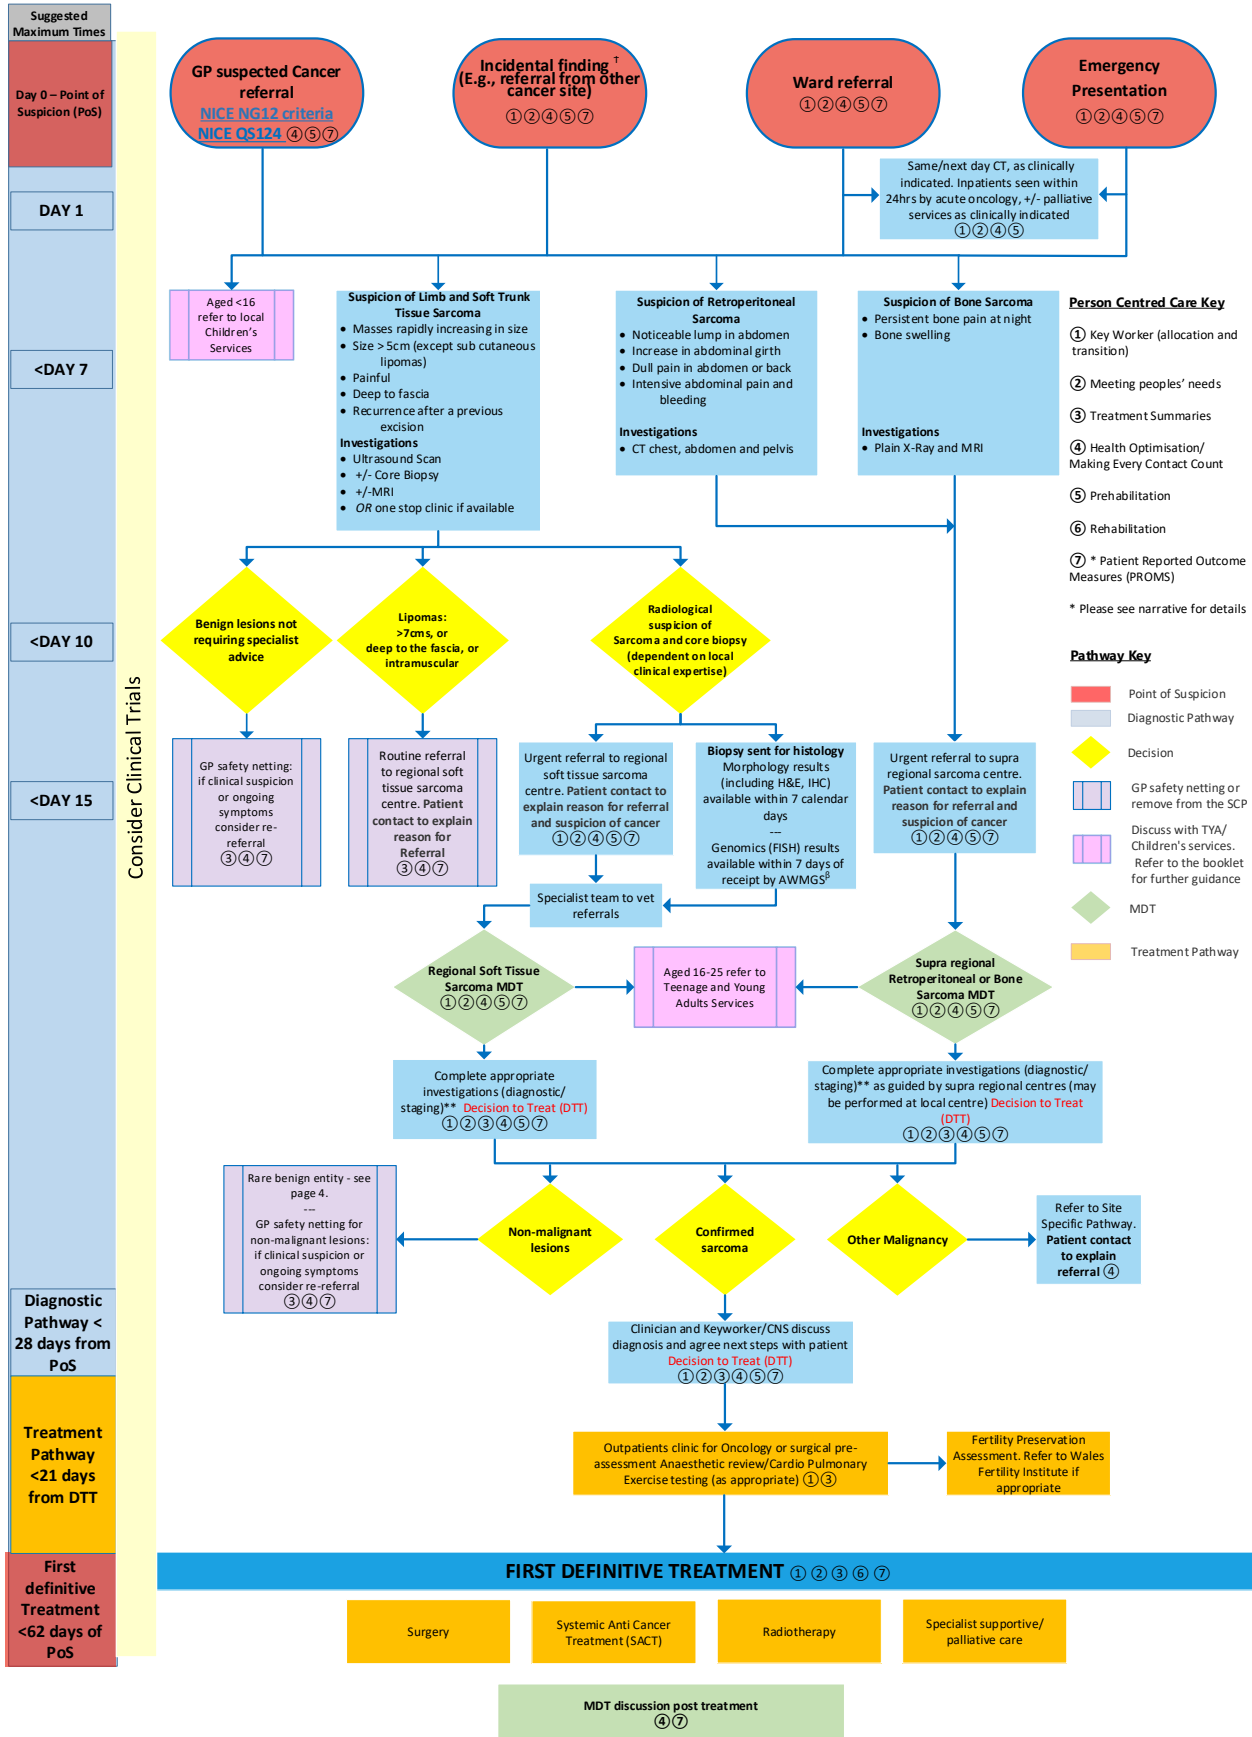 Suggested
Maximum Times
Day 0 – Point of
Suspicion (PoS)
DAY 1
<DAY 7
<DAY 10
<DAY 15
Diagnostic
Pathway <
28 days from
PoS
Treatment
Pathway
<21 days
from DTT
First
definitive
Treatment
<62 days of
PoS
Consider Clinical Trials
GP suspected Cancer
referral
NICE NG12 criteria
NICE QS124 ④⑤⑦
Incidental finding †
(E.g., referral from other
cancer site)
①②④⑤⑦
Ward referral
①②④⑤⑦
Emergency
Presentation
①②④⑤⑦
Same/next day CT, as clinically
indicated. Inpatients seen within
24hrs by acute oncology, +/- palliative
services as clinically indicated
①②④⑤
Aged <16
refer to local
Children's
Services
Suspicion of Limb and Soft Trunk
Tissue Sarcoma
• Masses rapidly increasing in size
• Size > 5cm (except sub cutaneous
lipomas)
• Painful
• Deep to fascia
• Recurrence after a previous
excision
Investigations
• Ultrasound Scan
• +/- Core Biopsy
• +/-MRI
• OR one stop clinic if available
Suspicion of Retroperitoneal
Sarcoma
• Noticeable lump in abdomen
• Increase in abdominal girth
• Dull pain in abdomen or back
• Intensive abdominal pain and
bleeding
Investigations
• CT chest, abdomen and pelvis
Suspicion of Bone Sarcoma
• Persistent bone pain at night
• Bone swelling
Investigations
• Plain X-Ray and MRI
Person Centred Care Key
① Key Worker (allocation and
transition)
② Meeting peoples' needs
③ Treatment Summaries
④ Health Optimisation/
Making Every Contact Count
⑤ Prehabilitation
⑥ Rehabilitation
⑦ * Patient Reported Outcome
Measures (PROMS)
* Please see narrative for details
Pathway Key
Point of Suspicion
Diagnostic Pathway
Decision
GP safety netting or
remove from the SCP
Discuss with TYA/
Children's services.
Refer to the booklet
for further guidance
MDT
Treatment Pathway
Benign lesions not
requiring specialist
advice
Lipomas:
>7cms, or
deep to the fascia, or
intramuscular
Radiological
suspicion of
Sarcoma and core biopsy
(dependent on local
clinical expertise)
GP safety netting:
if clinical suspicion
or ongoing
symptoms
consider re-
referral
③④⑦
Routine referral
to regional soft
tissue sarcoma
centre. Patient
contact to explain
reason for
Referral
③④⑦
Urgent referral to regional
soft tissue sarcoma
centre. Patient contact to
explain reason for referral
and suspicion of cancer
①②④⑤⑦
Biopsy sent for histology
Morphology results
(including H&E, IHC)
available within 7 calendar
days
---
Genomics (FISH) results
available within 7 days of
receipt by AWMGSβ
Urgent referral to supra
regional sarcoma centre.
Patient contact to explain
reason for referral and
suspicion of cancer
①②④⑤⑦
Specialist team to vet
referrals
Regional Soft Tissue
Sarcoma MDT
①②④⑤⑦
Aged 16-25 refer to
Teenage and Young
Adults Services
Supra regional
Retroperitoneal or Bone
Sarcoma MDT
①②④⑤⑦
Complete appropriate
investigations (diagnostic/
staging)** Decision to Treat (DTT)
①②③④⑤⑦
Complete appropriate investigations (diagnostic/
staging)** as guided by supra regional centres (may
be performed at local centre) Decision to Treat
(DTT)
①②③④⑤⑦
Rare benign entity - see
page 4.
---
GP safety netting for
non-malignant lesions:
if clinical suspicion or
ongoing symptoms
consider re-referral
③④⑦
Non-malignant
lesions
Confirmed
sarcoma
Other Malignancy
Refer to Site
Specific Pathway.
Patient contact
to explain
referral ④
Clinician and Keyworker/CNS discuss
diagnosis and agree next steps with patient
Decision to Treat (DTT)
①②③④⑤⑦
Outpatients clinic for Oncology or surgical pre-
assessment Anaesthetic review/Cardio Pulmonary
Exercise testing (as appropriate) ①③
Fertility Preservation
Assessment. Refer to Wales
Fertility Institute if
appropriate
FIRST DEFINITIVE TREATMENT ①②③⑥⑦
Surgery
Systemic Anti Cancer
Treatment (SACT)
Radiotherapy
Specialist supportive/
palliative care
MDT discussion post treatment
④⑦